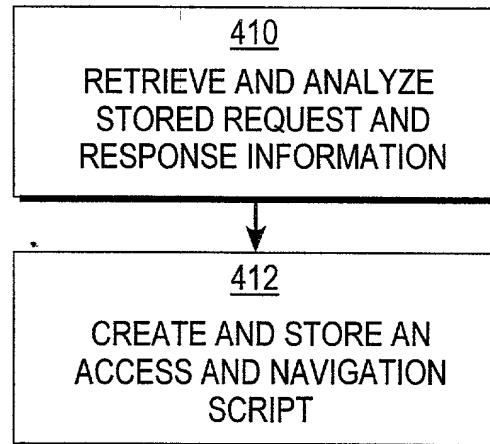 410
RETRIEVE AND ANALYZE
STORED REQUEST AND
RESPONSE INFORMATION
412
CREATE AND STORE AN
ACCESS AND NAVIGATION
SCRIPT